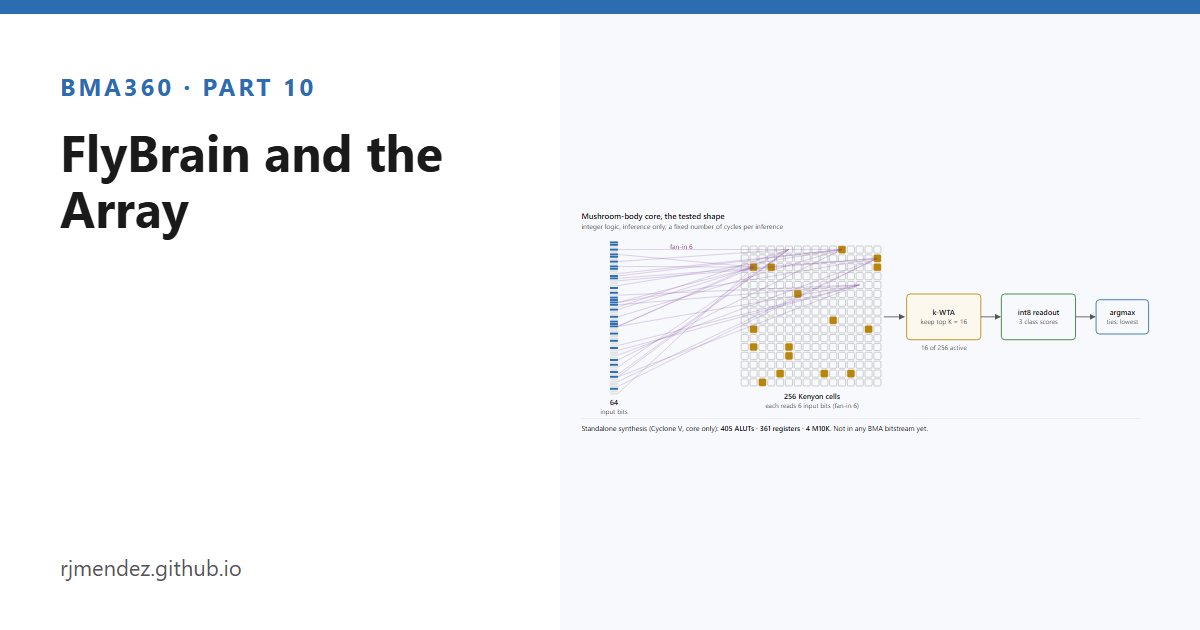 BMA360 · PART 10
FlyBrain and the
Array
Mushroom-body core, the tested shape
integer logic, inference only, a fixed number of cycles per inference
fan-in 6
k-WTA
keep top K = 16
int8 readout
3 class scores
argmax
ties: lowest
16 of 256 active
256 Kenyon cells
each reads 6 input bits (fan-in 6)
64
input bits
Standalone synthesis (Cyclone V, core only): 405 ALUTs · 361 registers · 4 M10K. Not in any BMA bitstream yet.
rjmendez.github.io